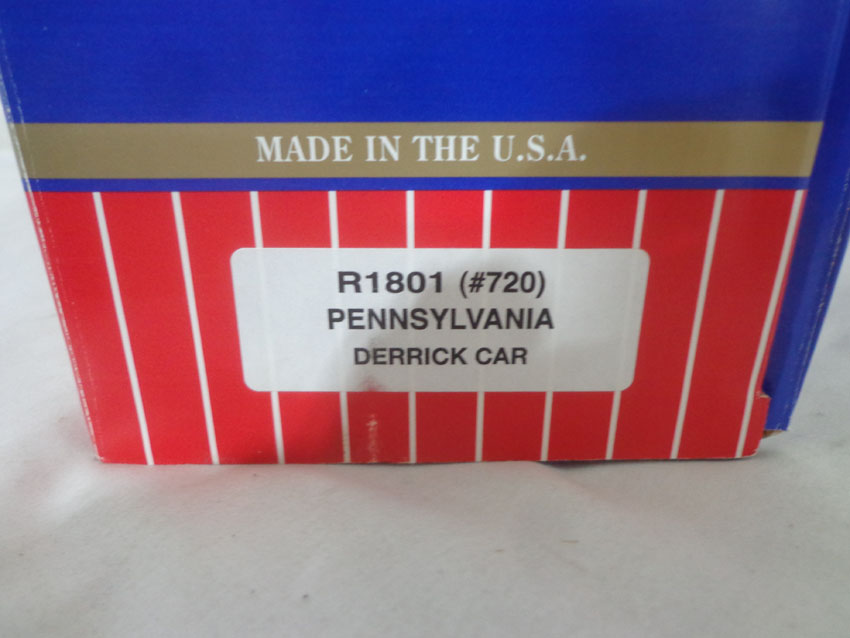 MADE IN THE U.S.A.
R1801 (#720)
PENNSYLVANIA
DERRICK CAR